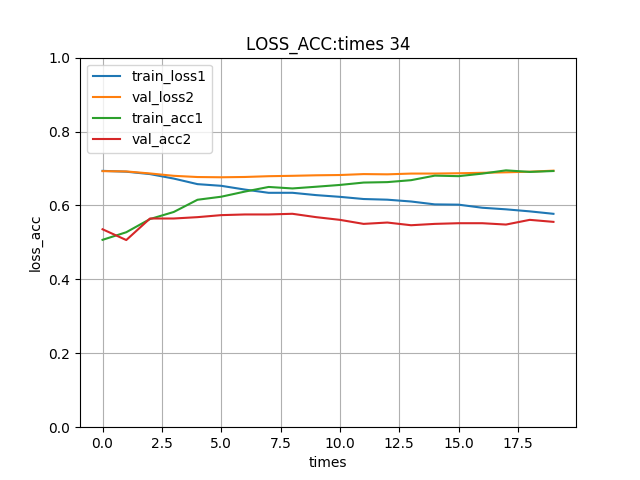 LOSS_ACC:times 34
train_loss1
val_loss2
train_acc1
val_acc2
1.0
0.8
0.6
0.4
0.2
0.0
loss_acc
0.0 2.5 5.0 7.5 10.0 12.5 15.0 17.5
times